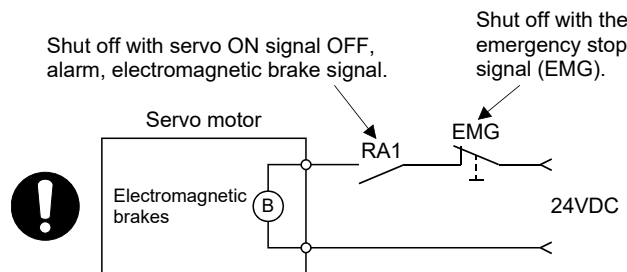 Shut off with servo ON signal OFF,
alarm, electromagnetic brake signal.
Shut off with the
emergency stop
signal (EMG).
Servo motor
RA1
EMG
Electromagnetic
brakes
B
24VDC